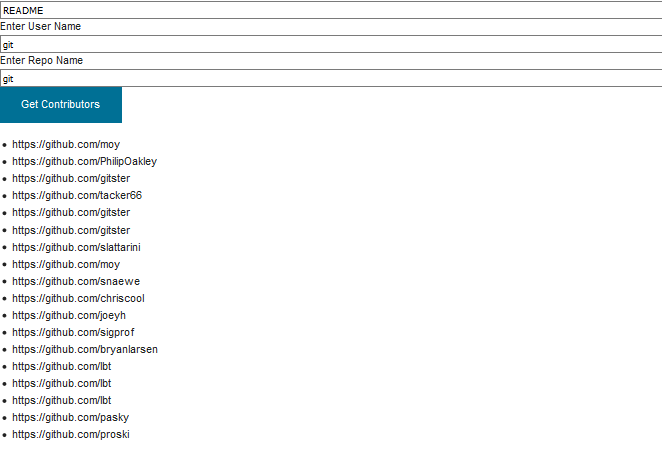 README
Enter User Name
git
Enter Repo Name
git
Get Contributors
https://github.com/moy
https://github.com/PhilipOakley
https://github.com/gitster
https://github.com/tacker66
https://github.com/gitster
https://github.com/gitster
https://github.com/slattarini
https://github.com/moy
https://github.com/snaewe
https://github.com/chriscool
https://github.com/joeyh
https://github.com/sigprof
https://github.com/bryanlarsen
https://github.com/lbt
https://github.com/lbt
https://github.com/lbt
https://github.com/pasky
https://github.com/proski